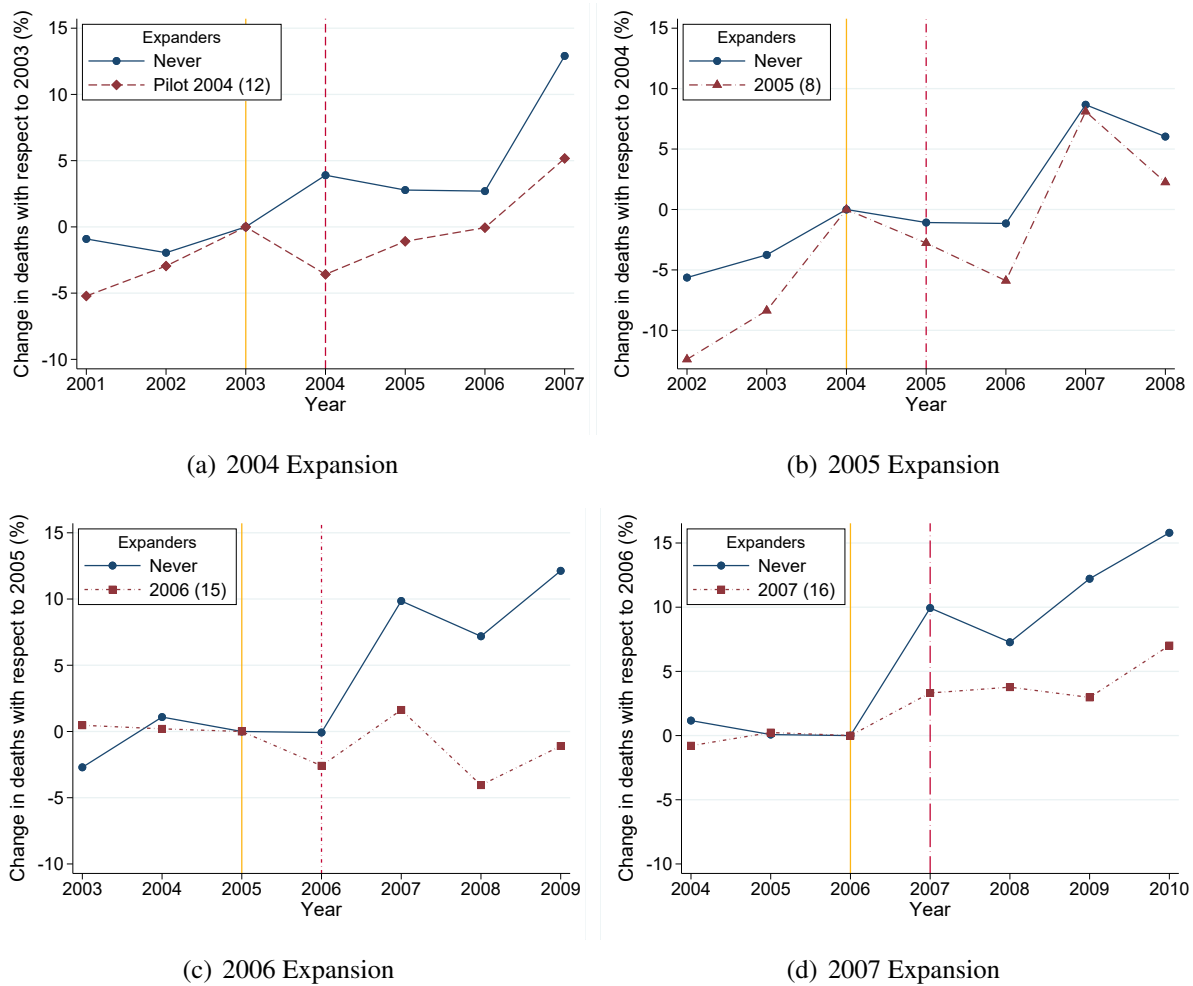 Change in deaths with respect to 2003 (%)
15
10
5
0
-5
-10
Expanders
Never
Pilot 2004 (12)
2001 2002 2003 2004 2005 2006 2007
Year
(a) 2004 Expansion
Change in deaths with respect to 2004 (%)
15
10
5
0
-5
-10
Expanders
Never
2005 (8)
2002 2003 2004 2005 2006 2007 2008
Year
(b) 2005 Expansion
Change in deaths with respect to 2005 (%)
15
10
5
0
-5
-10
Expanders
Never
2006 (15)
2003 2004 2005 2006 2007 2008 2009
Year
(c) 2006 Expansion
Change in deaths with respect to 2006 (%)
15
10
5
0
-5
-10
Expanders
Never
2007 (16)
2004 2005 2006 2007 2008 2009 2010
Year
(d) 2007 Expansion